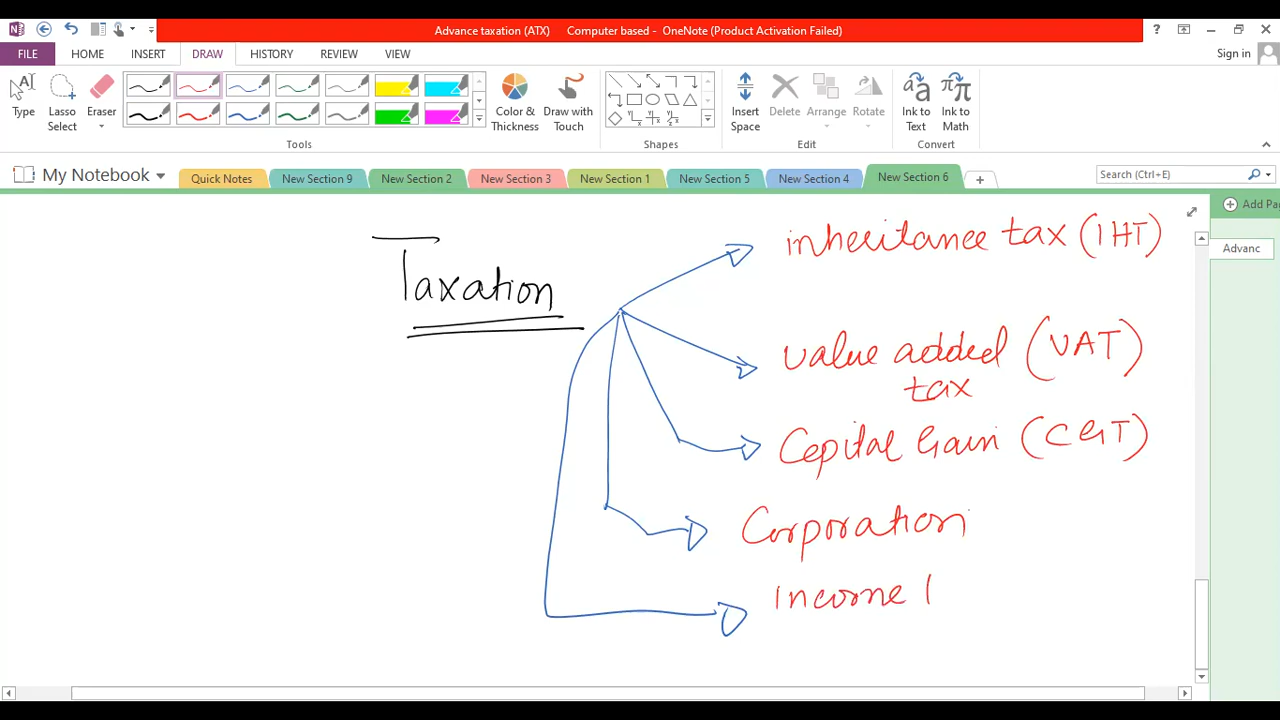 Advance taxation (ATX) Computer based - OneNote (Product Activation Failed)
?
FILE HOME INSERT DRAW HISTORY REVIEW VIEW
Sign in
Type
Lasso Select
Eraser
Color & Thickness
Draw with Touch
Insert Space
Delete
Arrange
Rotate
Ink to Text
Ink to Math
Tools Shapes Edit Convert
My Notebook
Quick Notes New Section 9 New Section 2 New Section 3 New Section 1 New Section 5 New Section 4 New Section 6
Search (Ctrl+E)
Add Pag
Advanc
Taxation
inheritance tax (IHT)
value added (VAT)
tax
Cepital Gain (CGT)
Corporation
income |